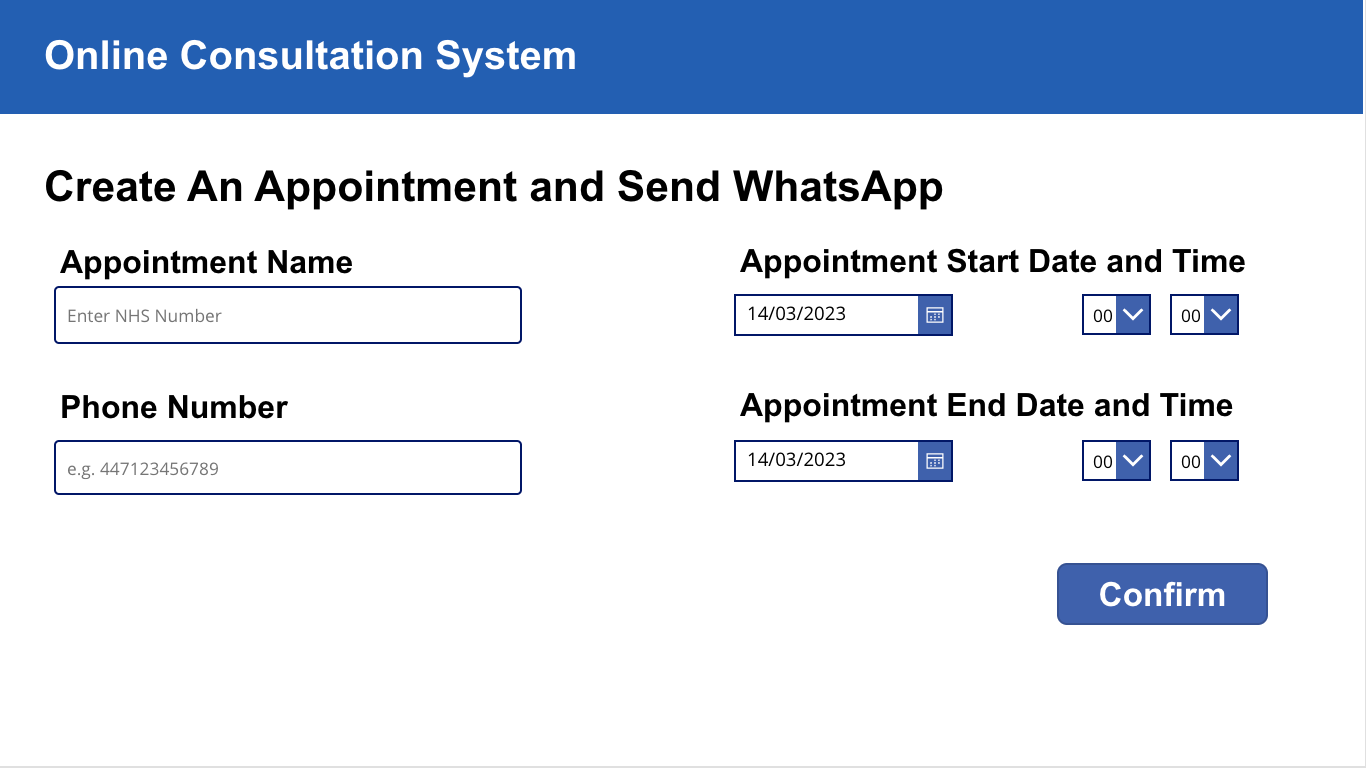 Online Consultation System
Create An Appointment and Send WhatsApp
Appointment Name
Enter NHS Number
Phone Number
e.g. 447123456789
Appointment Start Date and Time
14/03/2023 00 00
Appointment End Date and Time
14/03/2023 00 00
Confirm